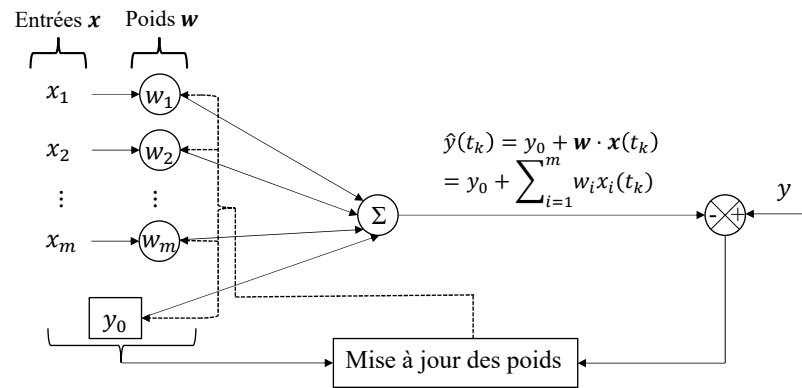 Entrées 𝒙 Poids 𝒘
x₁ w₁
x₂ w₂
⋮ ⋮
xₘ wₘ
y₀
Σ
ŷ(tₖ) = y₀ + 𝒘 · 𝒙(tₖ)
= y₀ + ∑ᵢ₌₁ᵐ wᵢxᵢ(tₖ)
- +
y
Mise à jour des poids